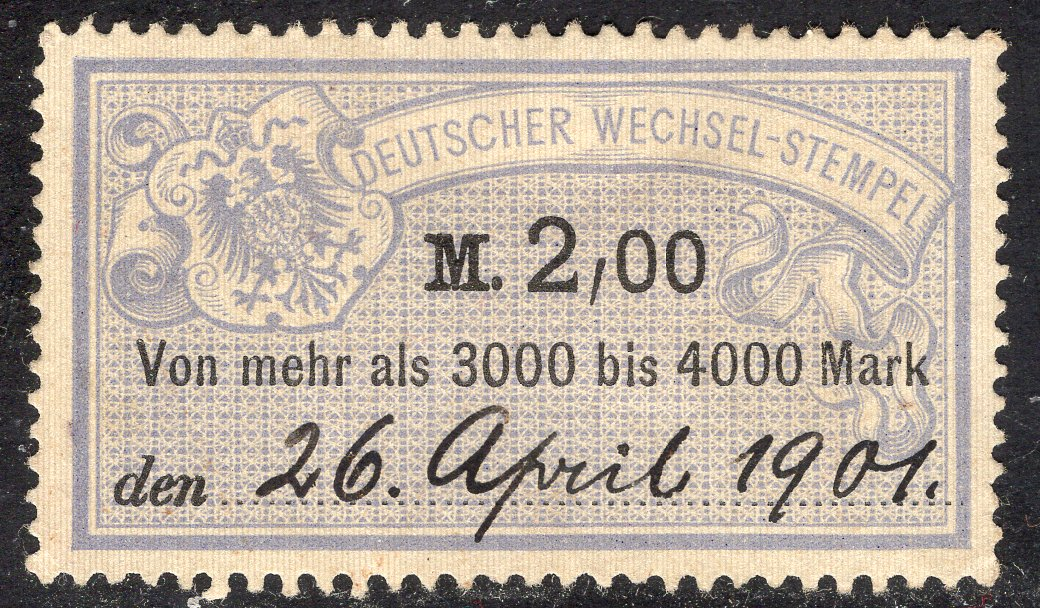 DEUTSCHER WECHSEL-STEMPEL
M. 2,00
Von mehr als 3000 bis 4000 Mark
den 26. April 1901.